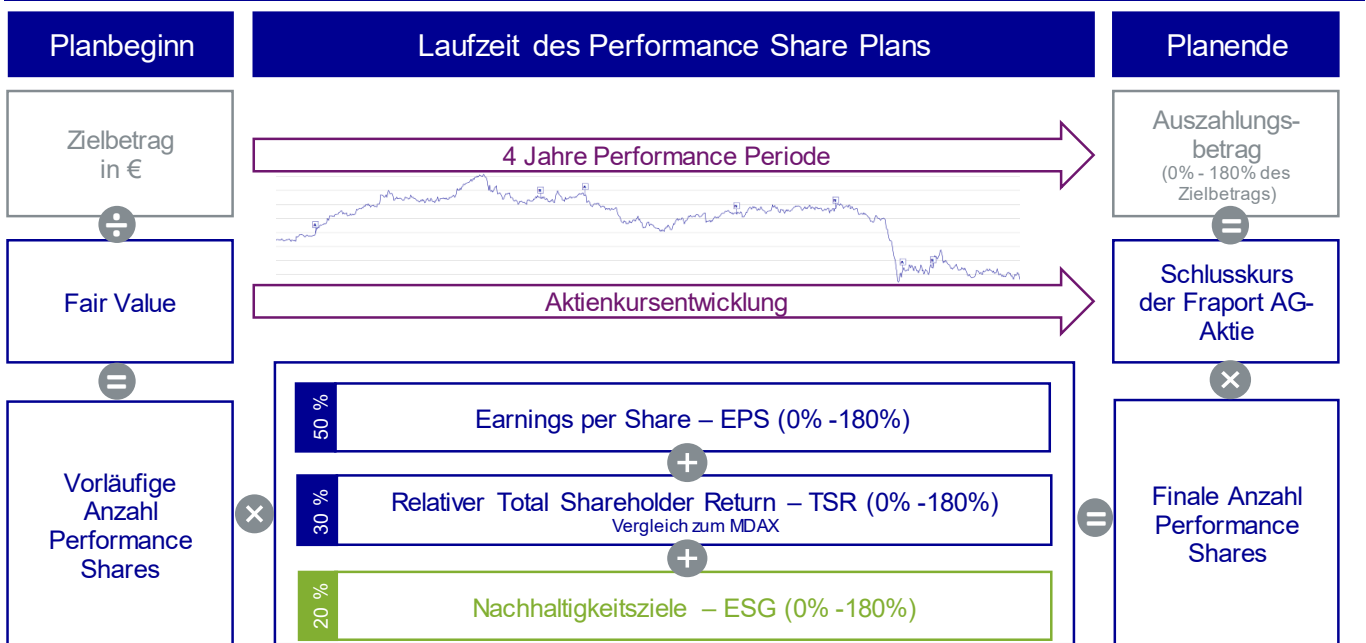 Planbeginn
Laufzeit des Performance Share Plans
Planende
Zielbetrag
in €
÷
Fair Value
=
Vorläufige
Anzahl
Performance
Shares
×
4 Jahre Performance Periode
Aktienkursentwicklung
50 %
Earnings per Share – EPS (0% -180%)
+
30 %
Relativer Total Shareholder Return – TSR (0% -180%)
Vergleich zum MDAX
+
20 %
Nachhaltigkeitsziele – ESG (0% -180%)
=
Auszahlungs-
betrag
(0% - 180% des
Zielbetrags)
=
Schlusskurs
der Fraport AG-
Aktie
×
Finale Anzahl
Performance
Shares